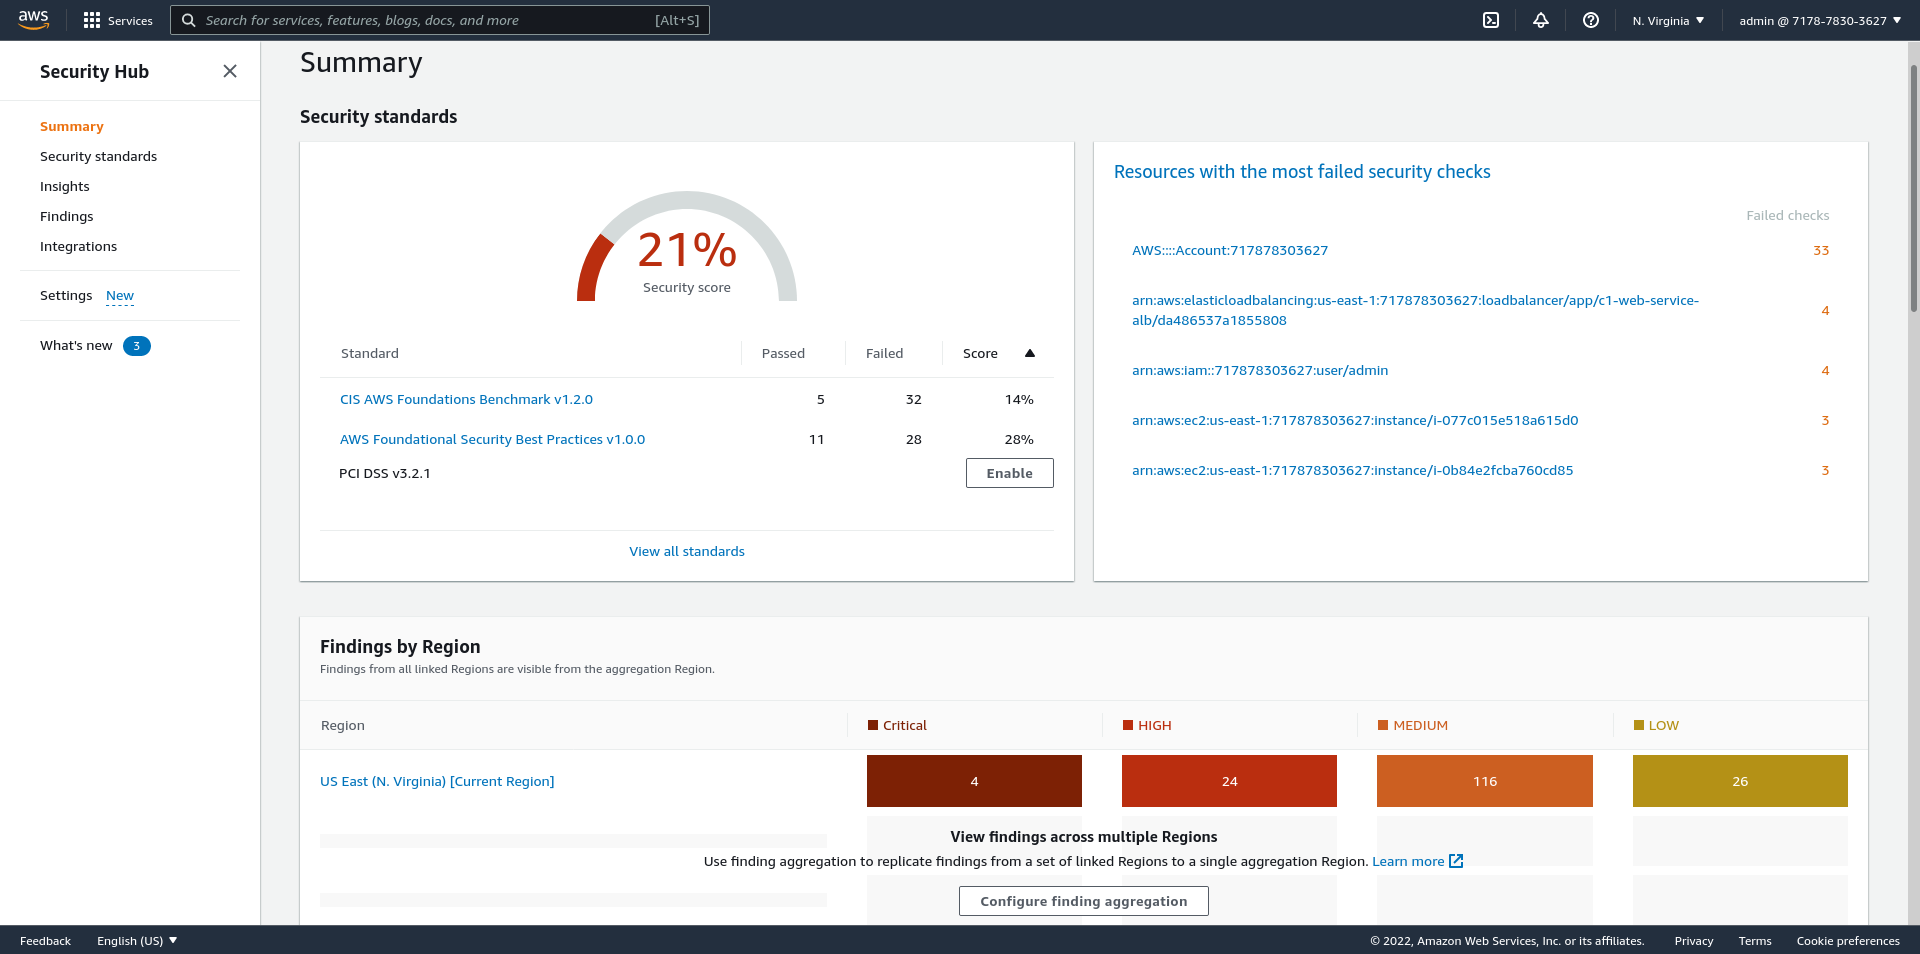 aws
Services
Search for services, features, blogs, docs, and more [Alt+S]
N. Virginia
admin @ 7178-7830-3627
Security Hub
Summary
Security standards
Insights
Findings
Integrations
Settings New
What's new 3
Summary
Security standards
21%
Security score
Standard Passed Failed Score
CIS AWS Foundations Benchmark v1.2.0 5 32 14%
AWS Foundational Security Best Practices v1.0.0 11 28 28%
PCI DSS v3.2.1 Enable
View all standards
Resources with the most failed security checks
Failed checks
AWS::::Account:717878303627 33
arn:aws:elasticloadbalancing:us-east-1:717878303627:loadbalancer/app/c1-web-service-
alb/da486537a1855808 4
arn:aws:iam::717878303627:user/admin 4
arn:aws:ec2:us-east-1:717878303627:instance/i-077c015e518a615d0 3
arn:aws:ec2:us-east-1:717878303627:instance/i-0b84e2fcba760cd85 3
Findings by Region
Findings from all linked Regions are visible from the aggregation Region.
Region Critical HIGH MEDIUM LOW
US East (N. Virginia) [Current Region] 4 24 116 26
View findings across multiple Regions
Use finding aggregation to replicate findings from a set of linked Regions to a single aggregation Region. Learn more
Configure finding aggregation
Feedback English (US) © 2022, Amazon Web Services, Inc. or its affiliates. Privacy Terms Cookie preferences